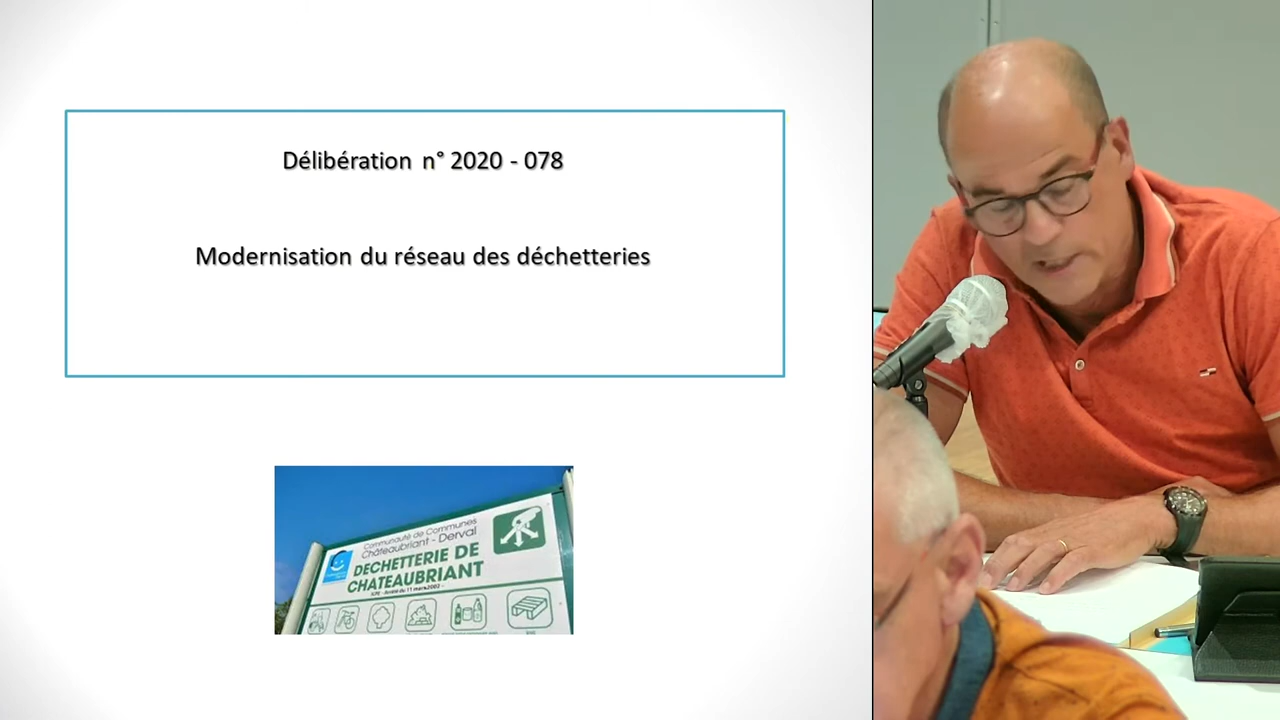 Délibération n° 2020 - 078
Modernisation du réseau des déchetteries
Communauté de Communes
Châteaubriant - Derval
DECHETTERIE DE
CHATEAUBRIANT